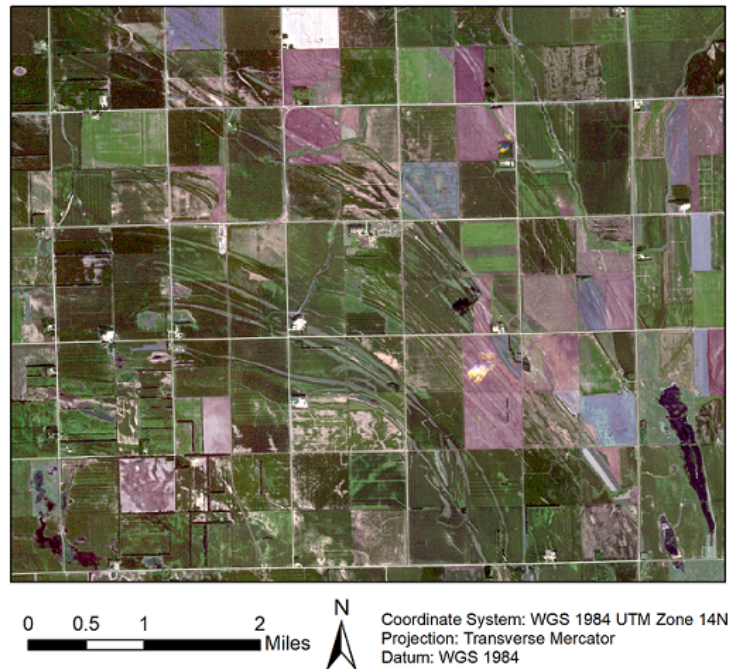 N
0 0.5 1 2
Miles
Coordinate System: WGS 1984 UTM Zone 14N
Projection: Transverse Mercator
Datum: WGS 1984